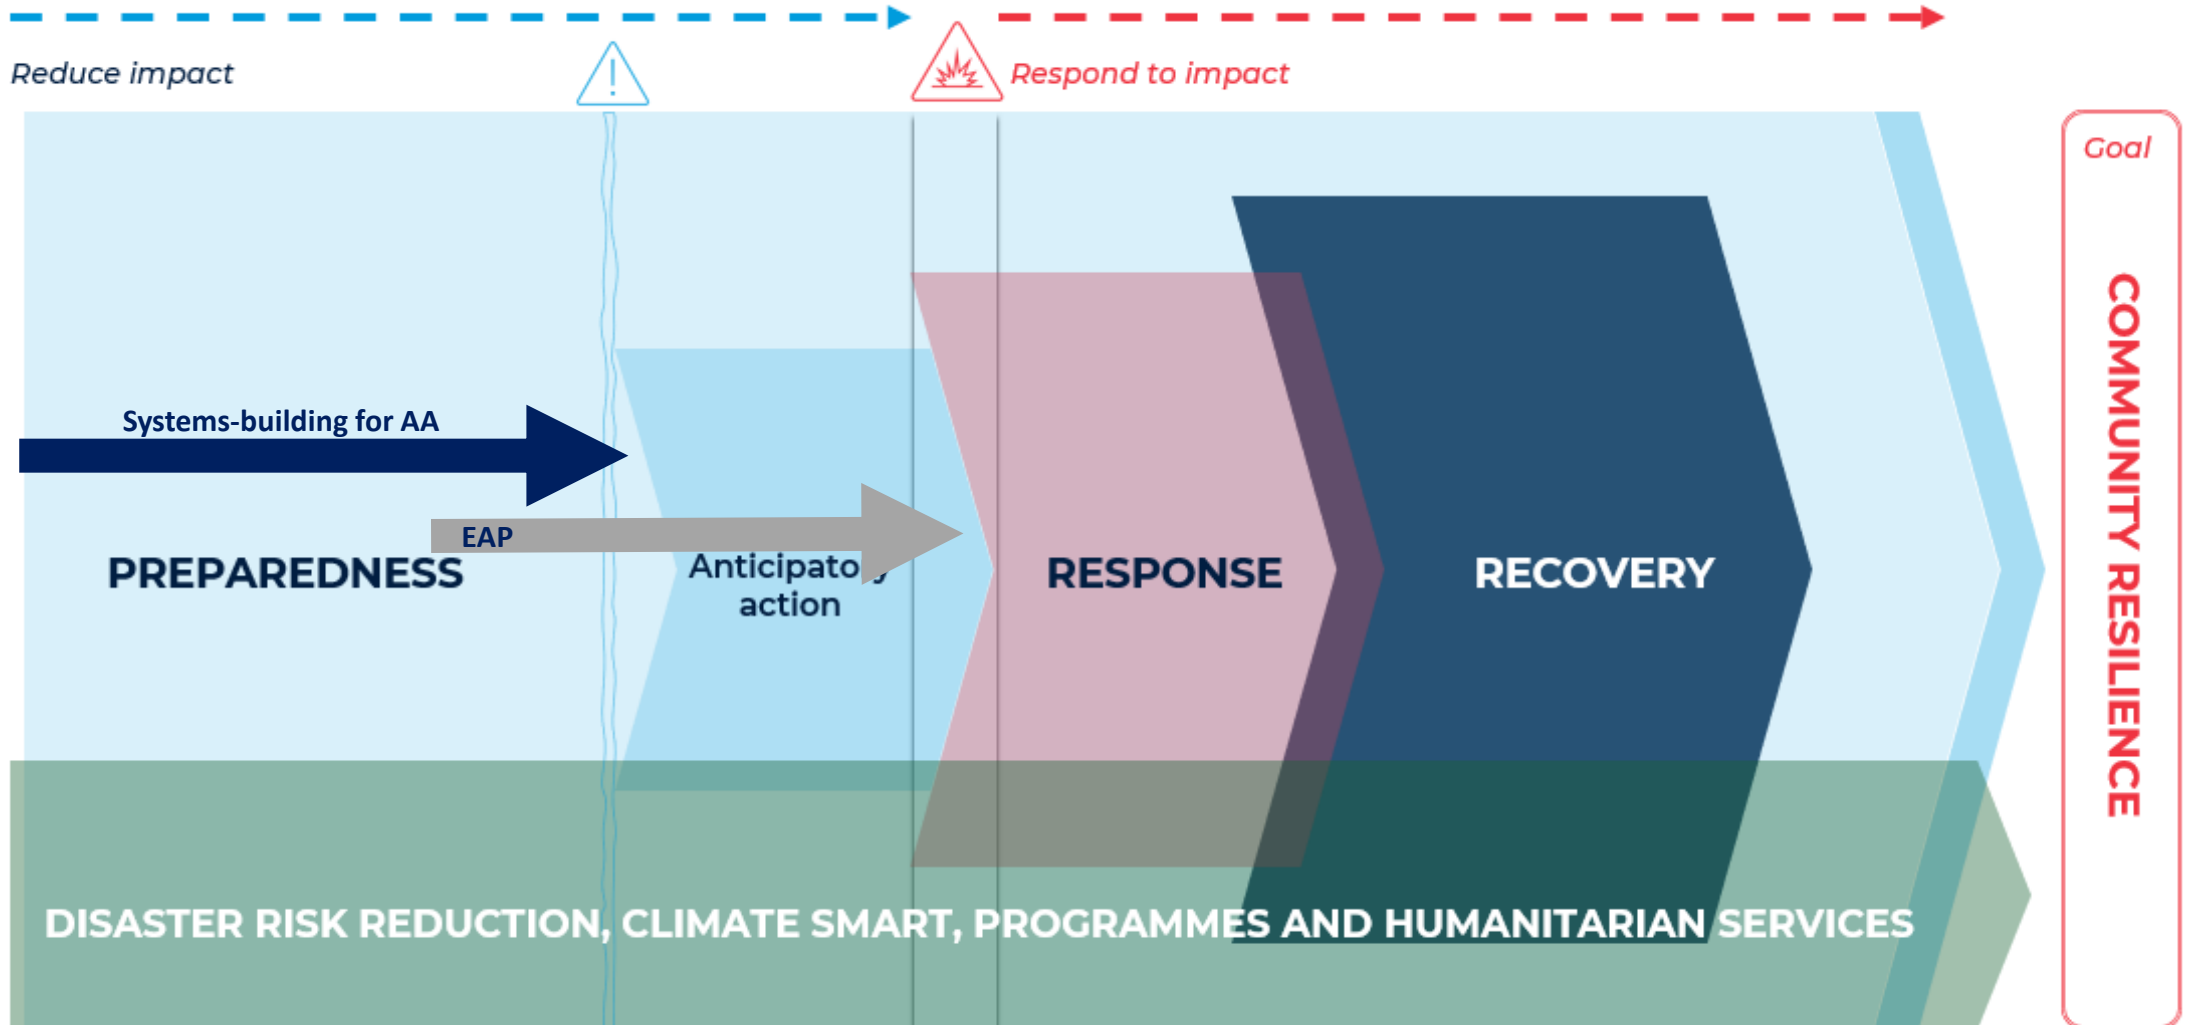 Reduce impact
Respond to impact
Goal
Systems-building for AA
EAP
PREPAREDNESS
Anticipatory
action
RESPONSE
RECOVERY
COMMUNITY RESILIENCE
DISASTER RISK REDUCTION, CLIMATE SMART, PROGRAMMES AND HUMANITARIAN SERVICES